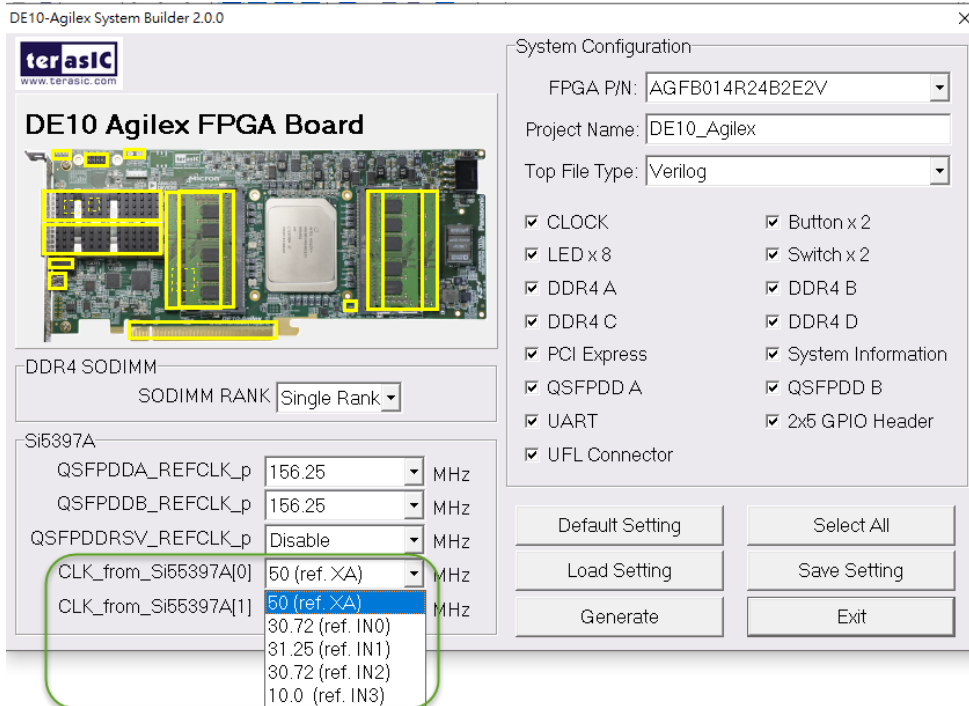 DE10-Agilex System Builder 2.0.0
terasIC
www.terasic.com
DE10 Agilex FPGA Board
DDR4 SODIMM
SODIMM RANK Single Rank
Si5397A
QSFPDDA_REFCLK_p 156.25 MHz
QSFPDDB_REFCLK_p 156.25 MHz
QSFPDDRSV_REFCLK_p Disable MHz
CLK_from_Si55397A[0] 50 (ref. XA) MHz
CLK_from_Si55397A[1] MHz
50 (ref. XA)
30.72 (ref. IN0)
31.25 (ref. IN1)
30.72 (ref. IN2)
10.0 (ref. IN3)
System Configuration
FPGA P/N: AGFB014R24B2E2V
Project Name: DE10_Agilex
Top File Type: Verilog
CLOCK
Button x 2
LED x 8
Switch x 2
DDR4 A
DDR4 B
DDR4 C
DDR4 D
PCI Express
System Information
QSFPDD A
QSFPDD B
UART
2x5 GPIO Header
UFL Connector
Default Setting
Select All
Load Setting
Save Setting
Generate
Exit